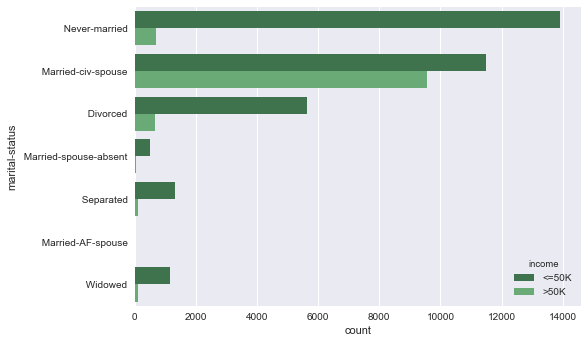 marital-status
Never-married
Married-civ-spouse
Divorced
Married-spouse-absent
Separated
Married-AF-spouse
Widowed
income
<=50K
>50K
0 2000 4000 6000 8000 10000 12000 14000
count